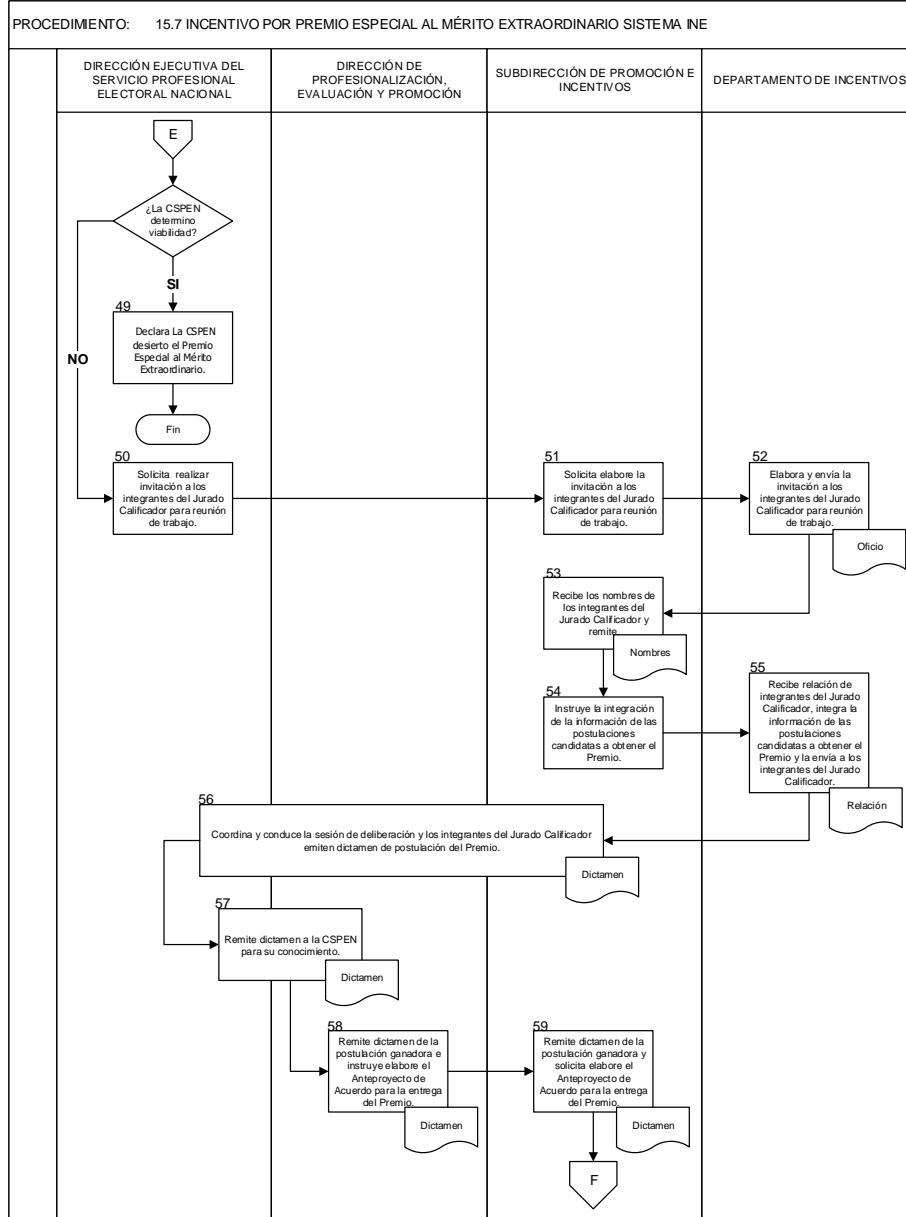 PROCEDIMIENTO: 15.7 INCENTIVO POR PREMIO ESPECIAL AL MÉRITO EXTRAORDINARIO SISTEMA INE
DIRECCIÓN EJECUTIVA DEL
SERVICIO PROFESIONAL
ELECTORAL NACIONAL
DIRECCIÓN DE
PROFESIONALIZACIÓN,
EVALUACIÓN Y PROMOCIÓN
SUBDIRECCIÓN DE PROMOCIÓN E
INCENTIVOS
DEPARTAMENTO DE INCENTIVOS
E
¿La CSPEN
determino
viabilidad?
SI
NO
49
Declara La CSPEN
desierto el Premio
Especial al Mérito
Extraordinario.
Fin
50
Solicita realizar
invitación a los
integrantes del Jurado
Calificador para reunión
de trabajo.
51
Solicita elabore la
invitación a los
integrantes del Jurado
Calificador para reunión
de trabajo.
52
Elabora y envía la
invitación a los
integrantes del Jurado
Calificador para reunión
de trabajo.
Oficio
53
Recibe los nombres de
los integrantes del
Jurado Calificador y
remite
Nombres
54
Instruye la integración
de la información de las
postulaciones
candidatas a obtener el
Premio.
55
Recibe relación de
integrantes del Jurado
Calificador, integra la
información de las
postulaciones
candidatas a obtener el
Premio y la envía a los
integrantes del Jurado
Calificador.
Relación
56
Coordina y conduce la sesión de deliberación y los integrantes del Jurado Calificador
emiten dictamen de postulación del Premio.
Dictamen
57
Remite dictamen a la CSPEN
para su conocimiento.
Dictamen
58
Remite dictamen de la
postulación ganadora e
instruye elabore el
Anteproyecto de
Acuerdo para la entrega
del Premio.
Dictamen
59
Remite dictamen de la
postulación ganadora y
solicita elabore el
Anteproyecto de
Acuerdo para la entrega
del Premio.
Dictamen
F